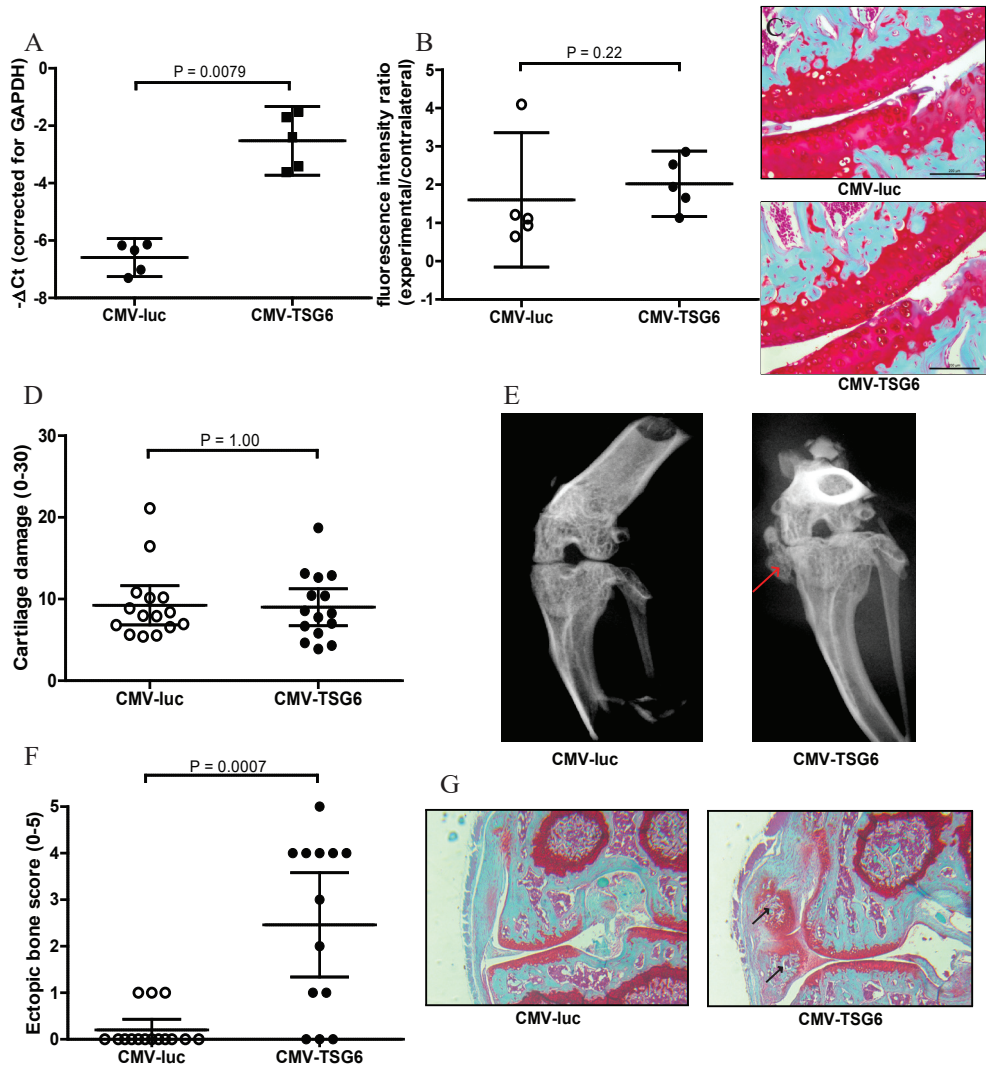 A
P = 0.0079
-ΔCt (corrected for GAPDH)
0
-2
-4
-6
-8
CMV-luc
CMV-TSG6
B
P = 0.22
fluorescence intensity ratio
(experimental/contralateral)
5
4
3
2
1
0
-1
CMV-luc
CMV-TSG6
C
CMV-luc
CMV-TSG6
D
P = 1.00
Cartilage damage (0-30)
30
20
10
0
CMV-luc
CMV-TSG6
E
CMV-luc
CMV-TSG6
F
P = 0.0007
Ectopic bone score (0-5)
5
4
3
2
1
0
CMV-luc
CMV-TSG6
G
CMV-luc
CMV-TSG6